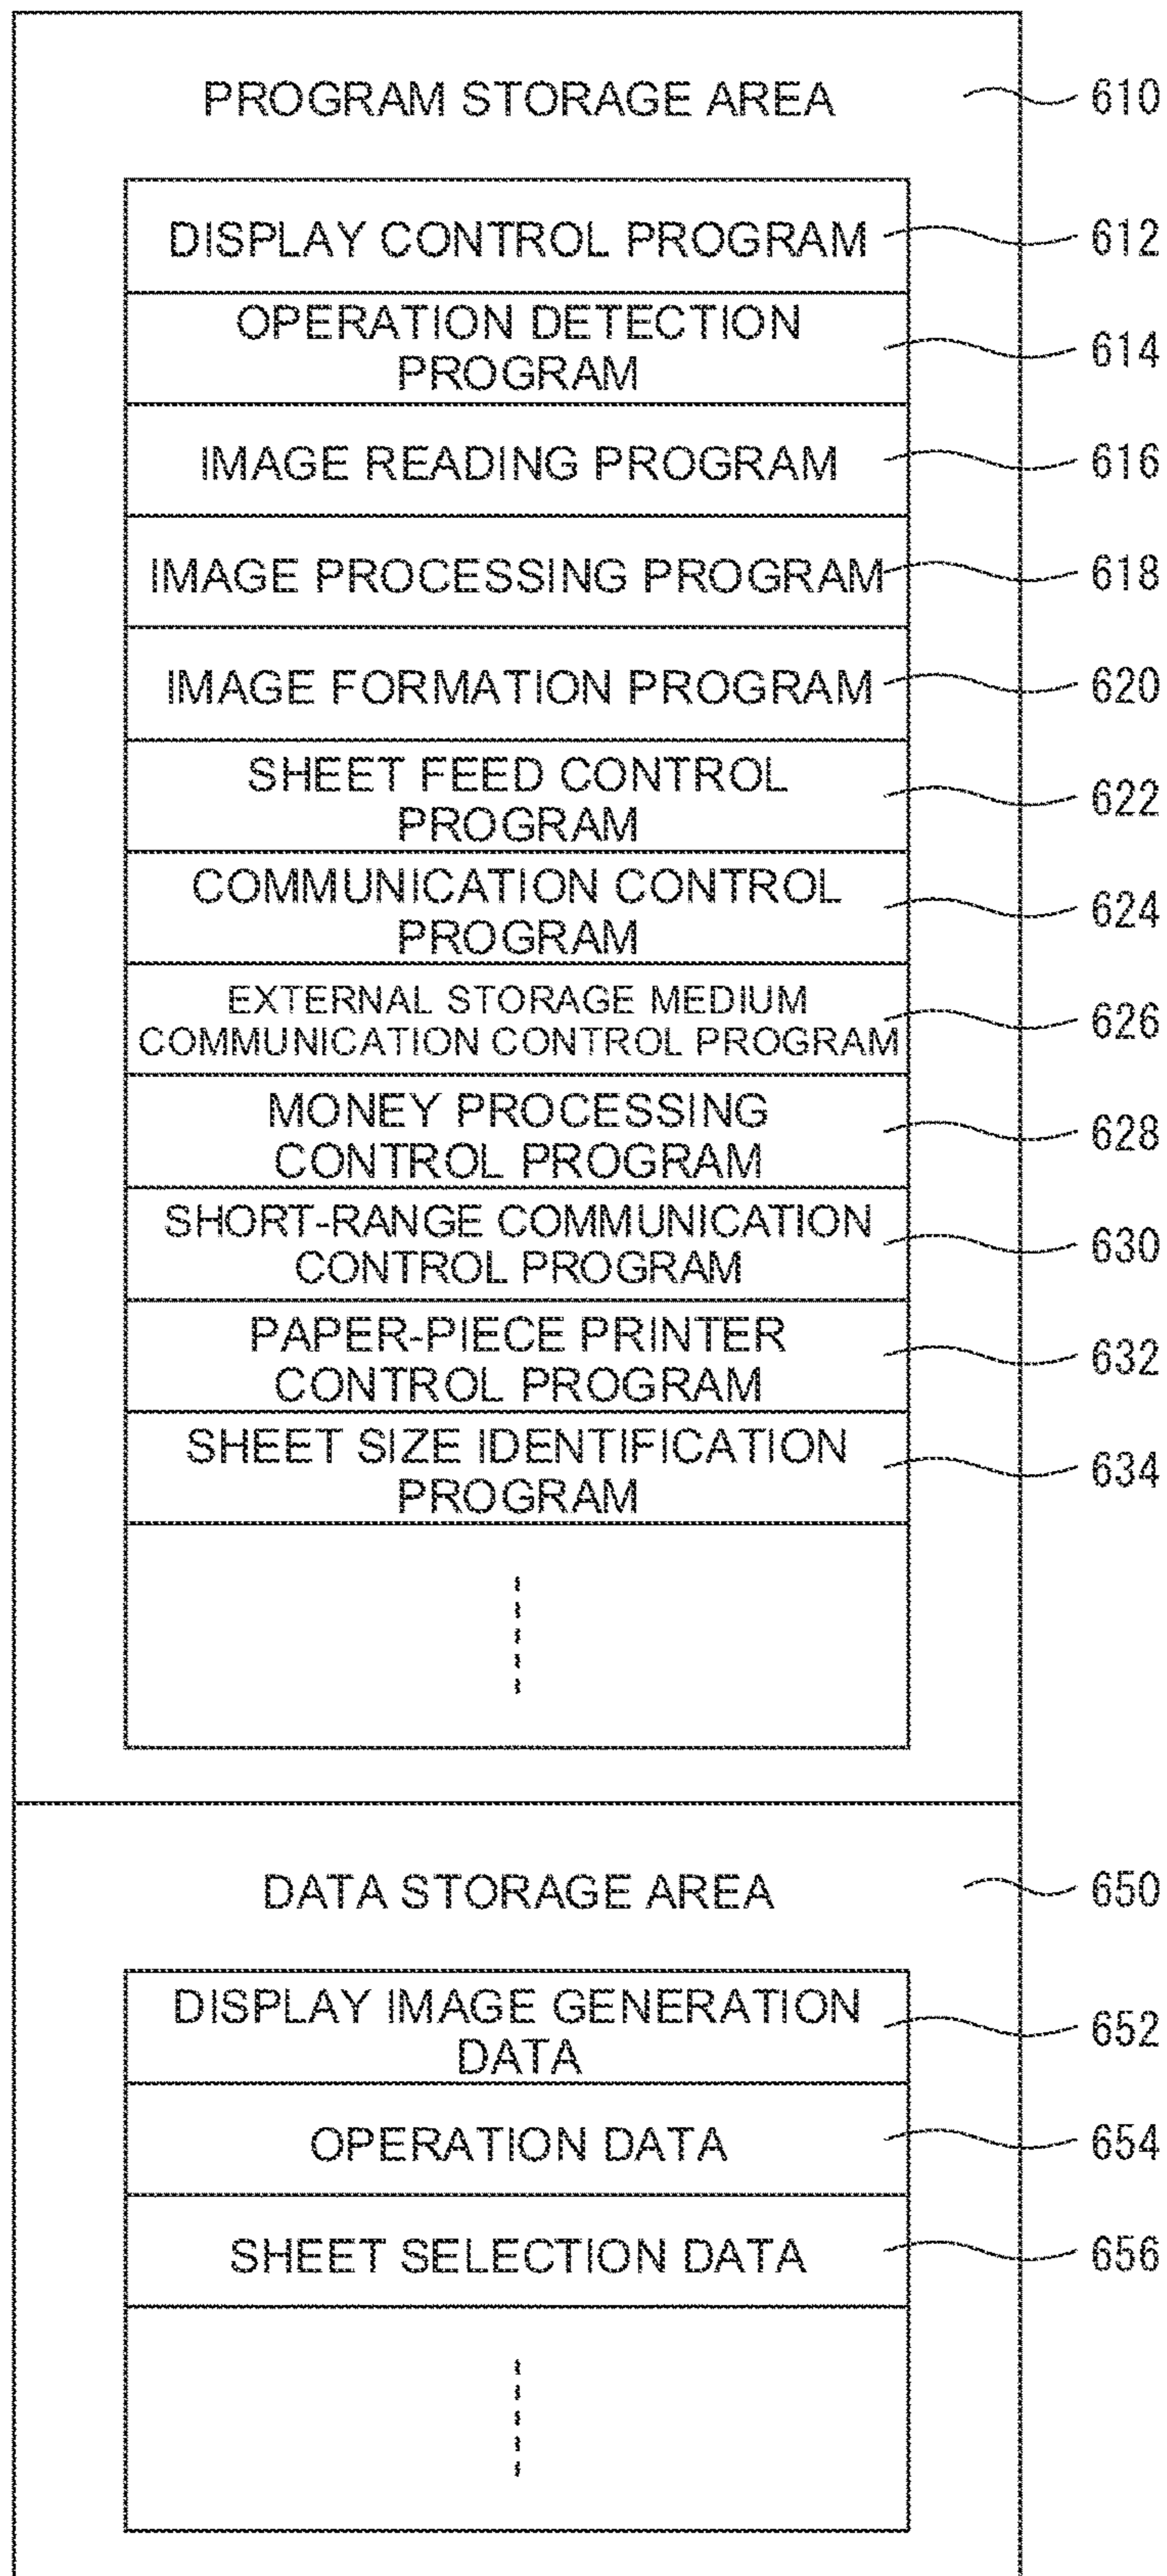 PROGRAM STORAGE AREA 610
DISPLAY CONTROL PROGRAM 612
OPERATION DETECTION
PROGRAM 614
IMAGE READING PROGRAM 616
IMAGE PROCESSING PROGRAM 618
IMAGE FORMATION PROGRAM 620
SHEET FEED CONTROL
PROGRAM 622
COMMUNICATION CONTROL
PROGRAM 624
EXTERNAL STORAGE MEDIUM
COMMUNICATION CONTROL PROGRAM 626
MONEY PROCESSING
CONTROL PROGRAM 628
SHORT-RANGE COMMUNICATION
CONTROL PROGRAM 630
PAPER-PIECE PRINTER
CONTROL PROGRAM 632
SHEET SIZE IDENTIFICATION
PROGRAM 634
DATA STORAGE AREA 650
DISPLAY IMAGE GENERATION
DATA 652
OPERATION DATA 654
SHEET SELECTION DATA 656